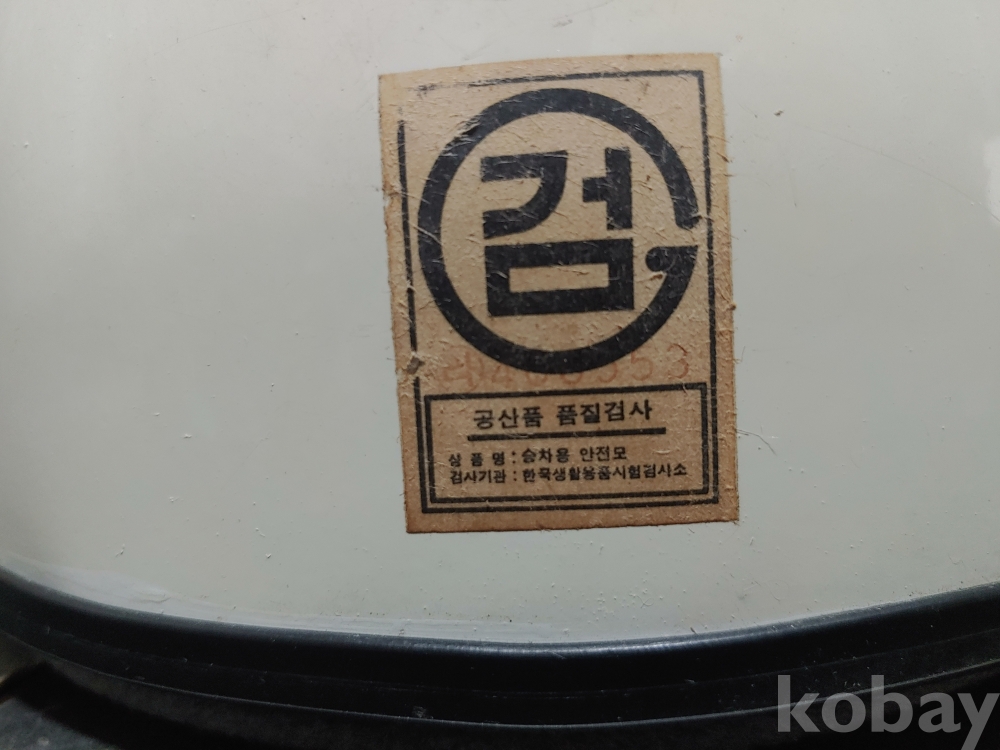 검
공산품 품질검사
상 품 명 : 승차용 안전모
검사기관 : 한국생활용품시험검사소
kobay